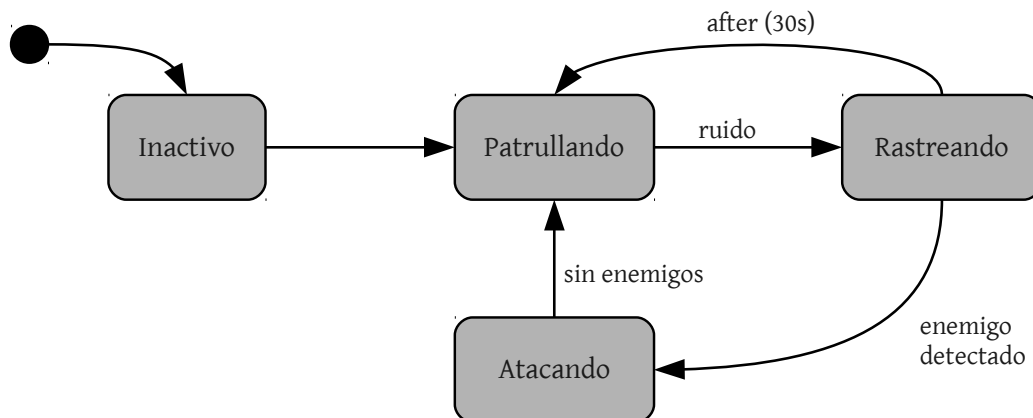 after (30s)
Inactivo
Patrullando
ruido
Rastreando
sin enemigos
enemigo
detectado
Atacando